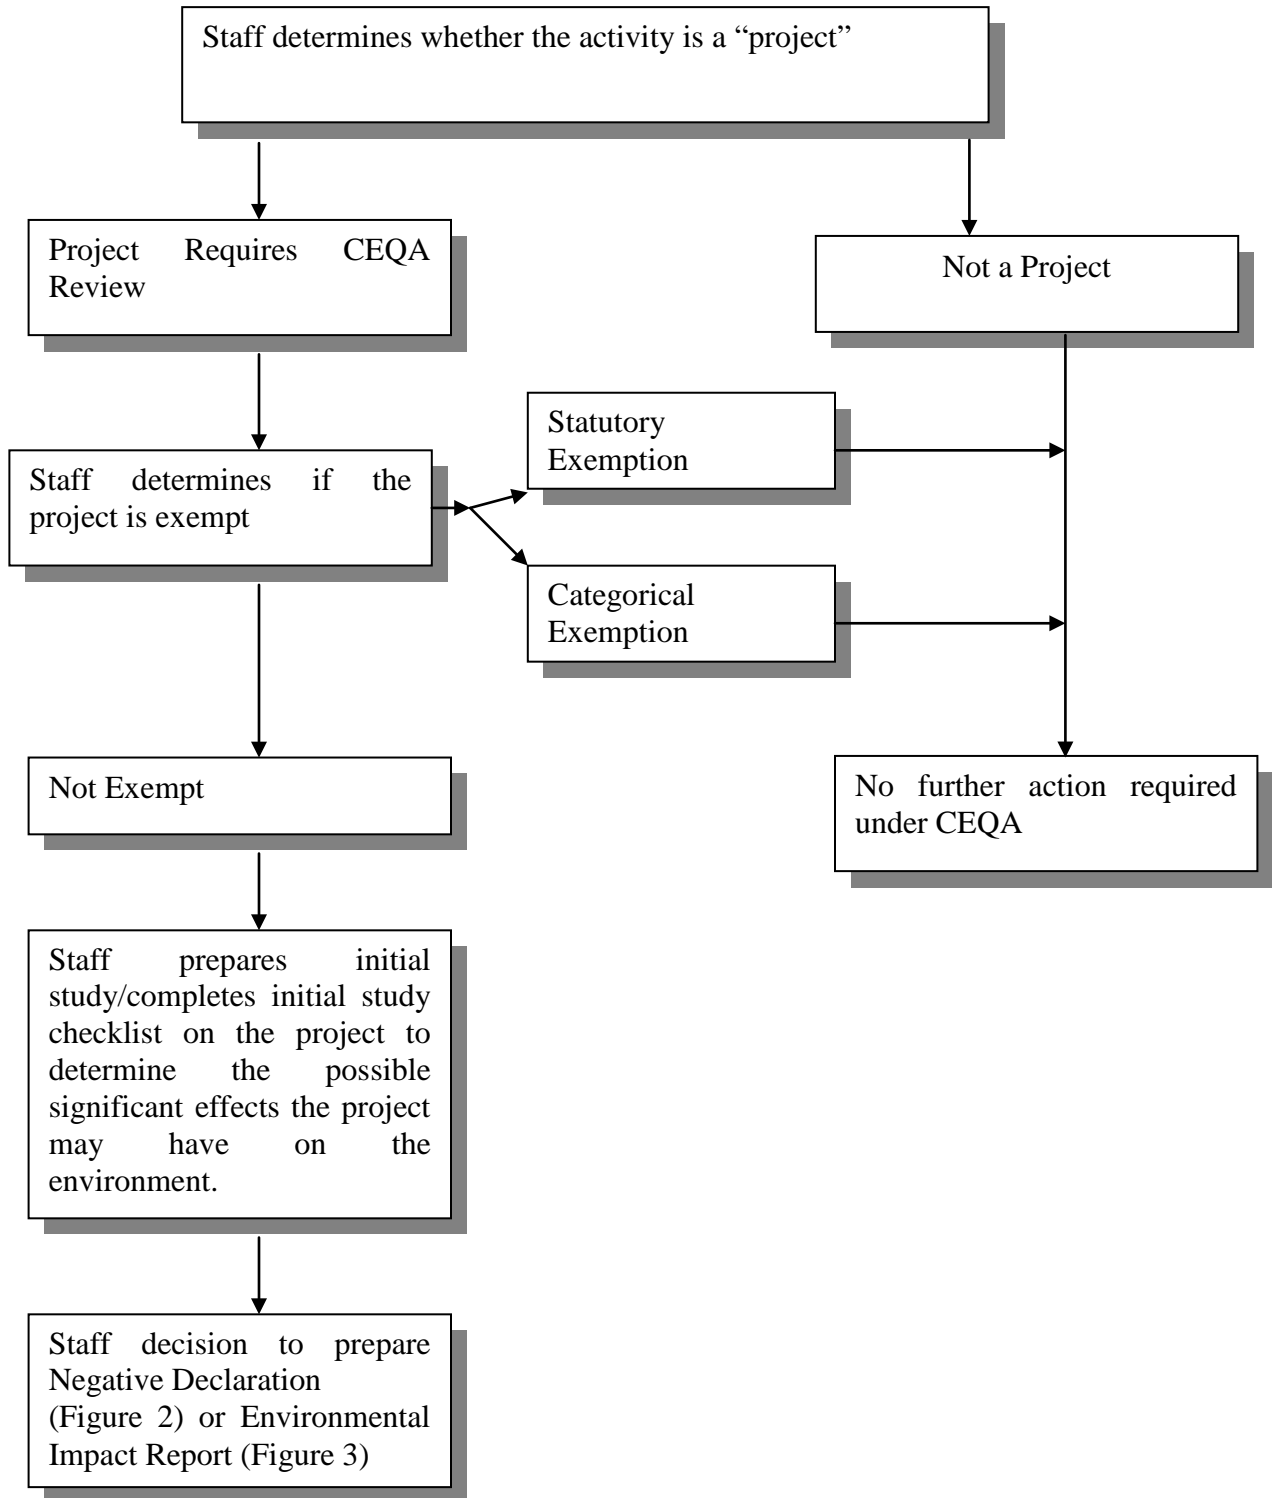 Staff determines whether the activity is a “project”
Project Requires CEQA
Review
Not a Project
Staff determines if the
project is exempt
Statutory
Exemption
Categorical
Exemption
Not Exempt
No further action required
under CEQA
Staff prepares initial
study/completes initial study
checklist on the project to
determine the possible
significant effects the project
may have on the
environment.
Staff decision to prepare
Negative Declaration
(Figure 2) or Environmental
Impact Report (Figure 3)